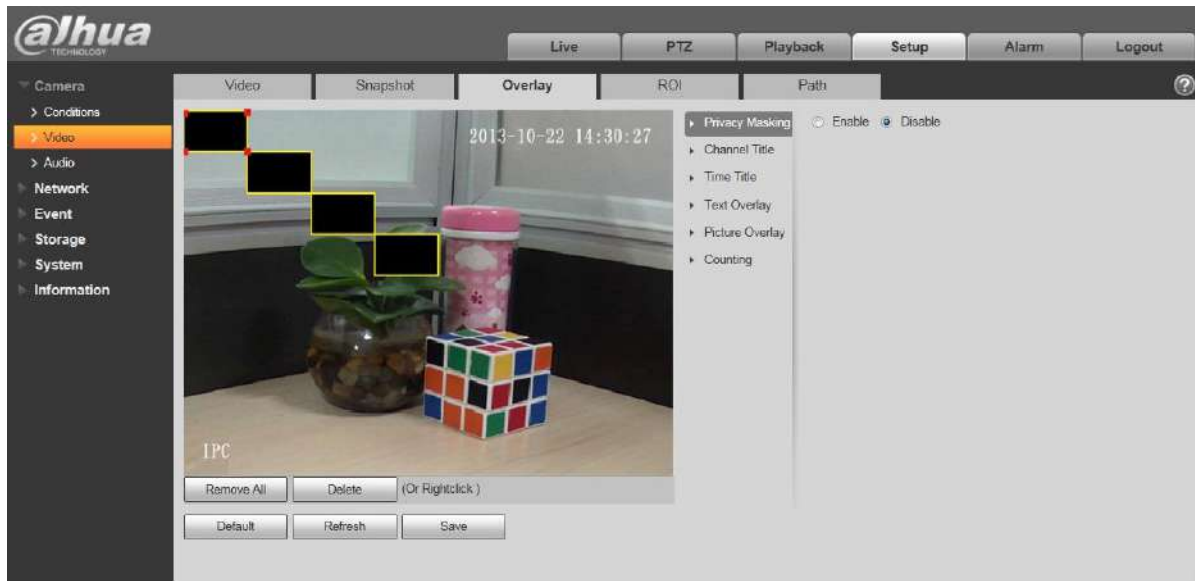 alhua
TECHNOLOGY
Live
PTZ
Playback
Setup
Alarm
Logout
Camera
Conditions
Video
Audio
Network
Event
Storage
System
Information
Video
Snapshot
Overlay
ROI
Path
?
2013-10-22 14:30:27
IPC
Privacy Masking
Channel Title
Time Title
Text Overlay
Picture Overlay
Counting
Enable
Disable
Remove All
Delete
(Or Rightclick )
Default
Refresh
Save